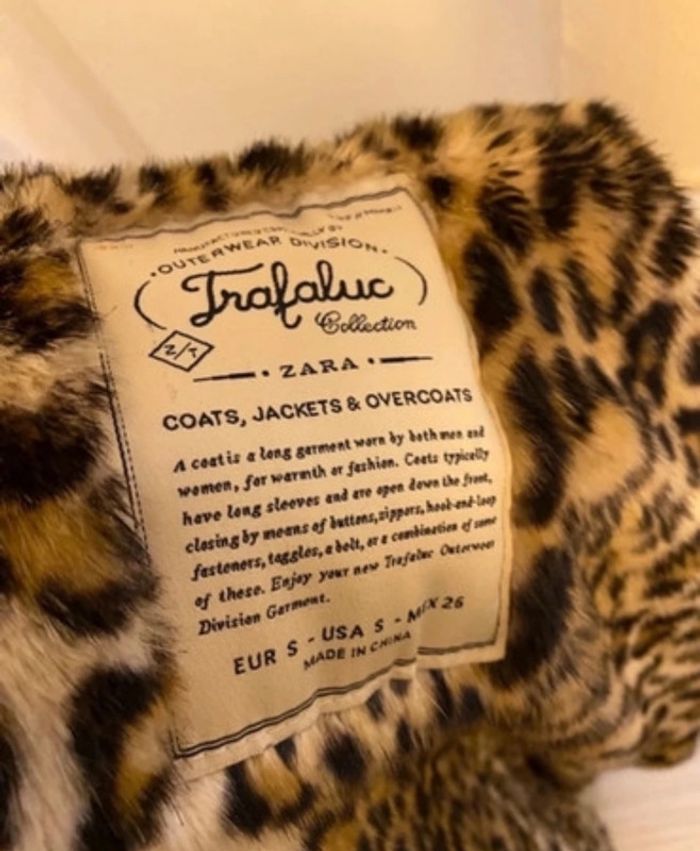 OUTERWEAR DIVISION
Trafaluc
Collection
Z/T
ZARA
COATS, JACKETS & OVERCOATS
A coat is a long garment worn by both men and
women, for warmth or fashion. Coats typically
have long sleeves and are open down the front,
closing by means of buttons, zippers, hook-and-loop
fasteners, toggles, a belt, or a combination of some
of these. Enjoy your new Trafaluc Outerwear
Division Garment.
EUR S - USA S - MEX 26
MADE IN CHINA